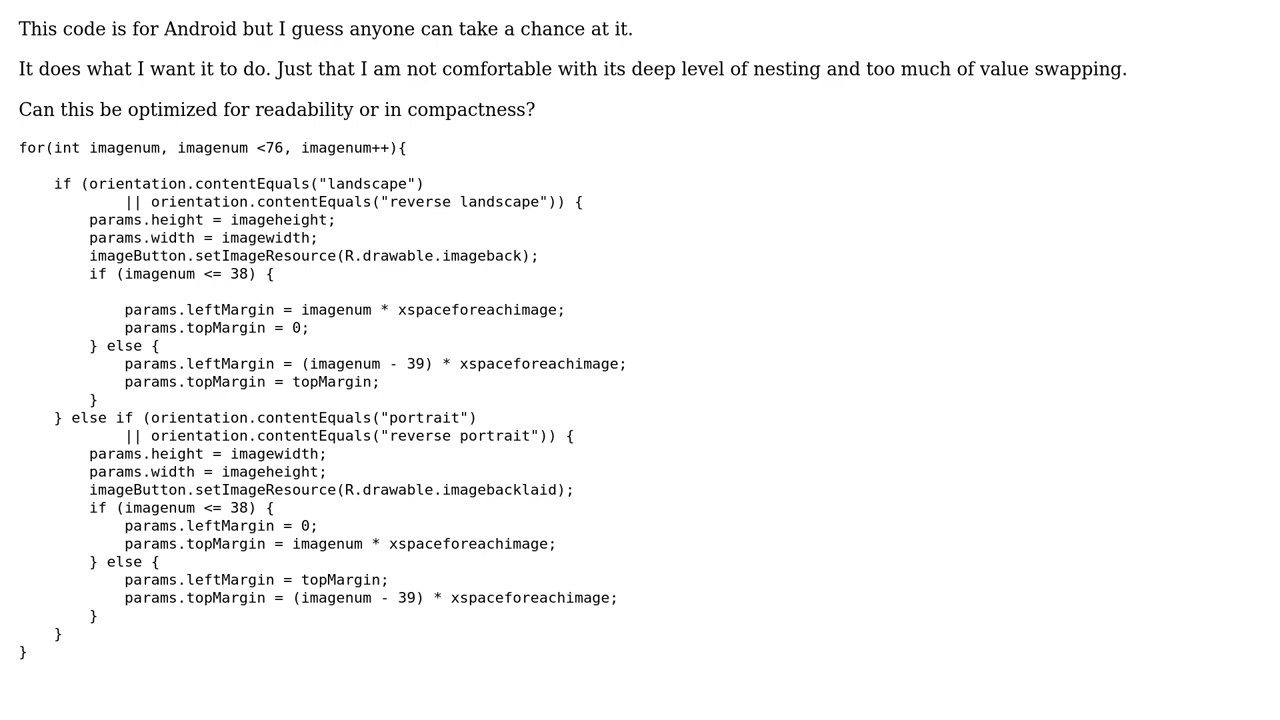 This code is for Android but I guess anyone can take a chance at it.
It does what I want it to do. Just that I am not comfortable with its deep level of nesting and too much of value swapping.
Can this be optimized for readability or in compactness?
for(int imagenum, imagenum <76, imagenum++){
    if (orientation.contentEquals("landscape")
            || orientation.contentEquals("reverse landscape")) {
        params.height = imageheight;
        params.width = imagewidth;
        imageButton.setImageResource(R.drawable.imageback);
        if (imagenum <= 38) {
            params.leftMargin = imagenum * xspaceforeachimage;
            params.topMargin = 0;
        } else {
            params.leftMargin = (imagenum - 39) * xspaceforeachimage;
            params.topMargin = topMargin;
        }
    } else if (orientation.contentEquals("portrait")
            || orientation.contentEquals("reverse portrait")) {
        params.height = imagewidth;
        params.width = imageheight;
        imageButton.setImageResource(R.drawable.imagebacklaid);
        if (imagenum <= 38) {
            params.leftMargin = 0;
            params.topMargin = imagenum * xspaceforeachimage;
        } else {
            params.leftMargin = topMargin;
            params.topMargin = (imagenum - 39) * xspaceforeachimage;
        }
    }
}